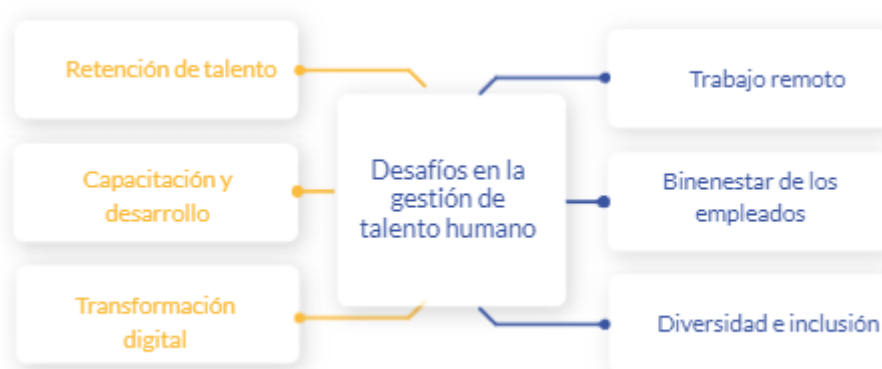 Retención de talento
Capacitación y
desarrollo
Transformación
digital
Desafíos en la
gestión de
talento humano
Trabajo remoto
Binenestar de los
empleados
Diversidad e inclusión